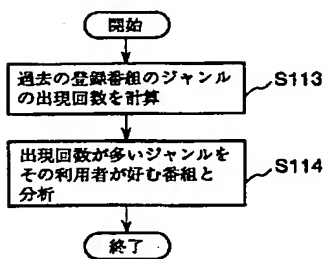 開始
過去の登録番組のジャンル
の出現回数を計算
S113
出現回数が多いジャンルを
その利用者が好む番組と
分析
S114
終了